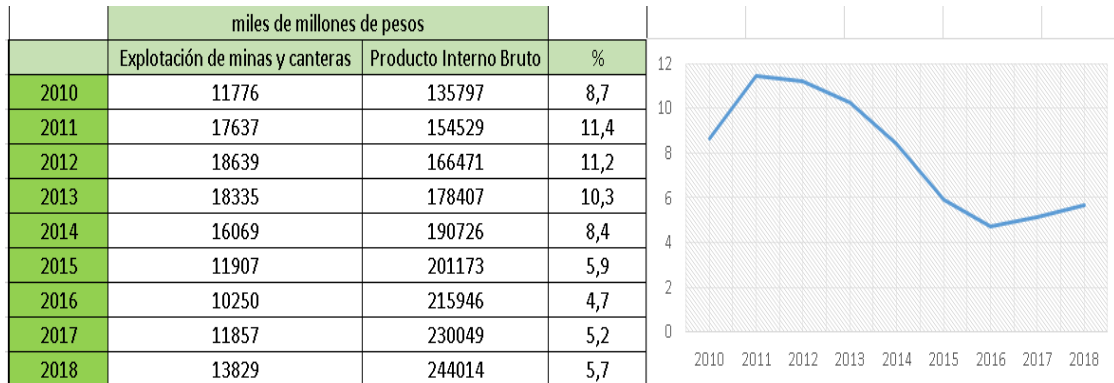 miles de millones de pesos
Explotación de minas y canteras Producto Interno Bruto %
2010 11776 135797 8,7
2011 17637 154529 11,4
2012 18639 166471 11,2
2013 18335 178407 10,3
2014 16069 190726 8,4
2015 11907 201173 5,9
2016 10250 215946 4,7
2017 11857 230049 5,2
2018 13829 244014 5,7
12
10
8
6
4
2
0
2010 2011 2012 2013 2014 2015 2016 2017 2018